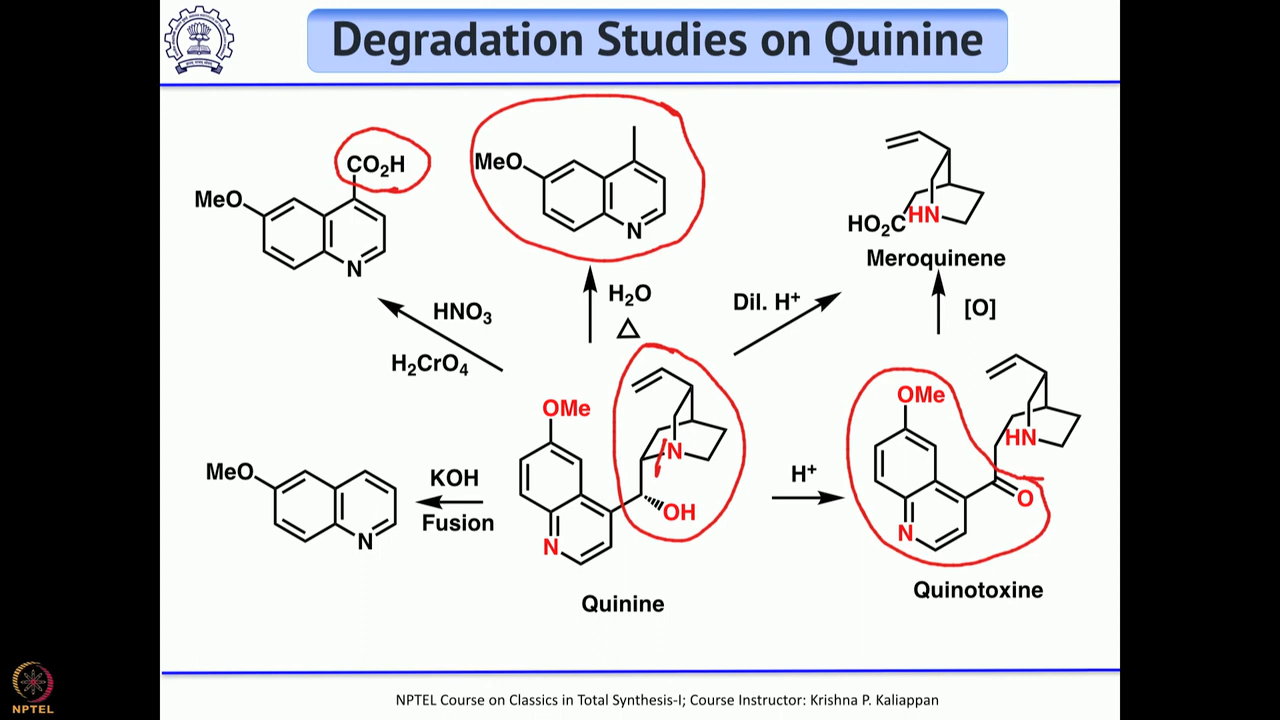 Degradation Studies on Quinine
CO₂H
MeO
N
MeO
N
HO₂C
HN
Meroquinene
HNO₃
H₂CrO₄
H₂O
△
Dil. H⁺
[O]
MeO
N
KOH
Fusion
OMe
N
N
OH
Quinine
H⁺
OMe
N
HN
O
Quinotoxine
NPTEL Course on Classics in Total Synthesis-I; Course Instructor: Krishna P. Kaliappan
NPTEL